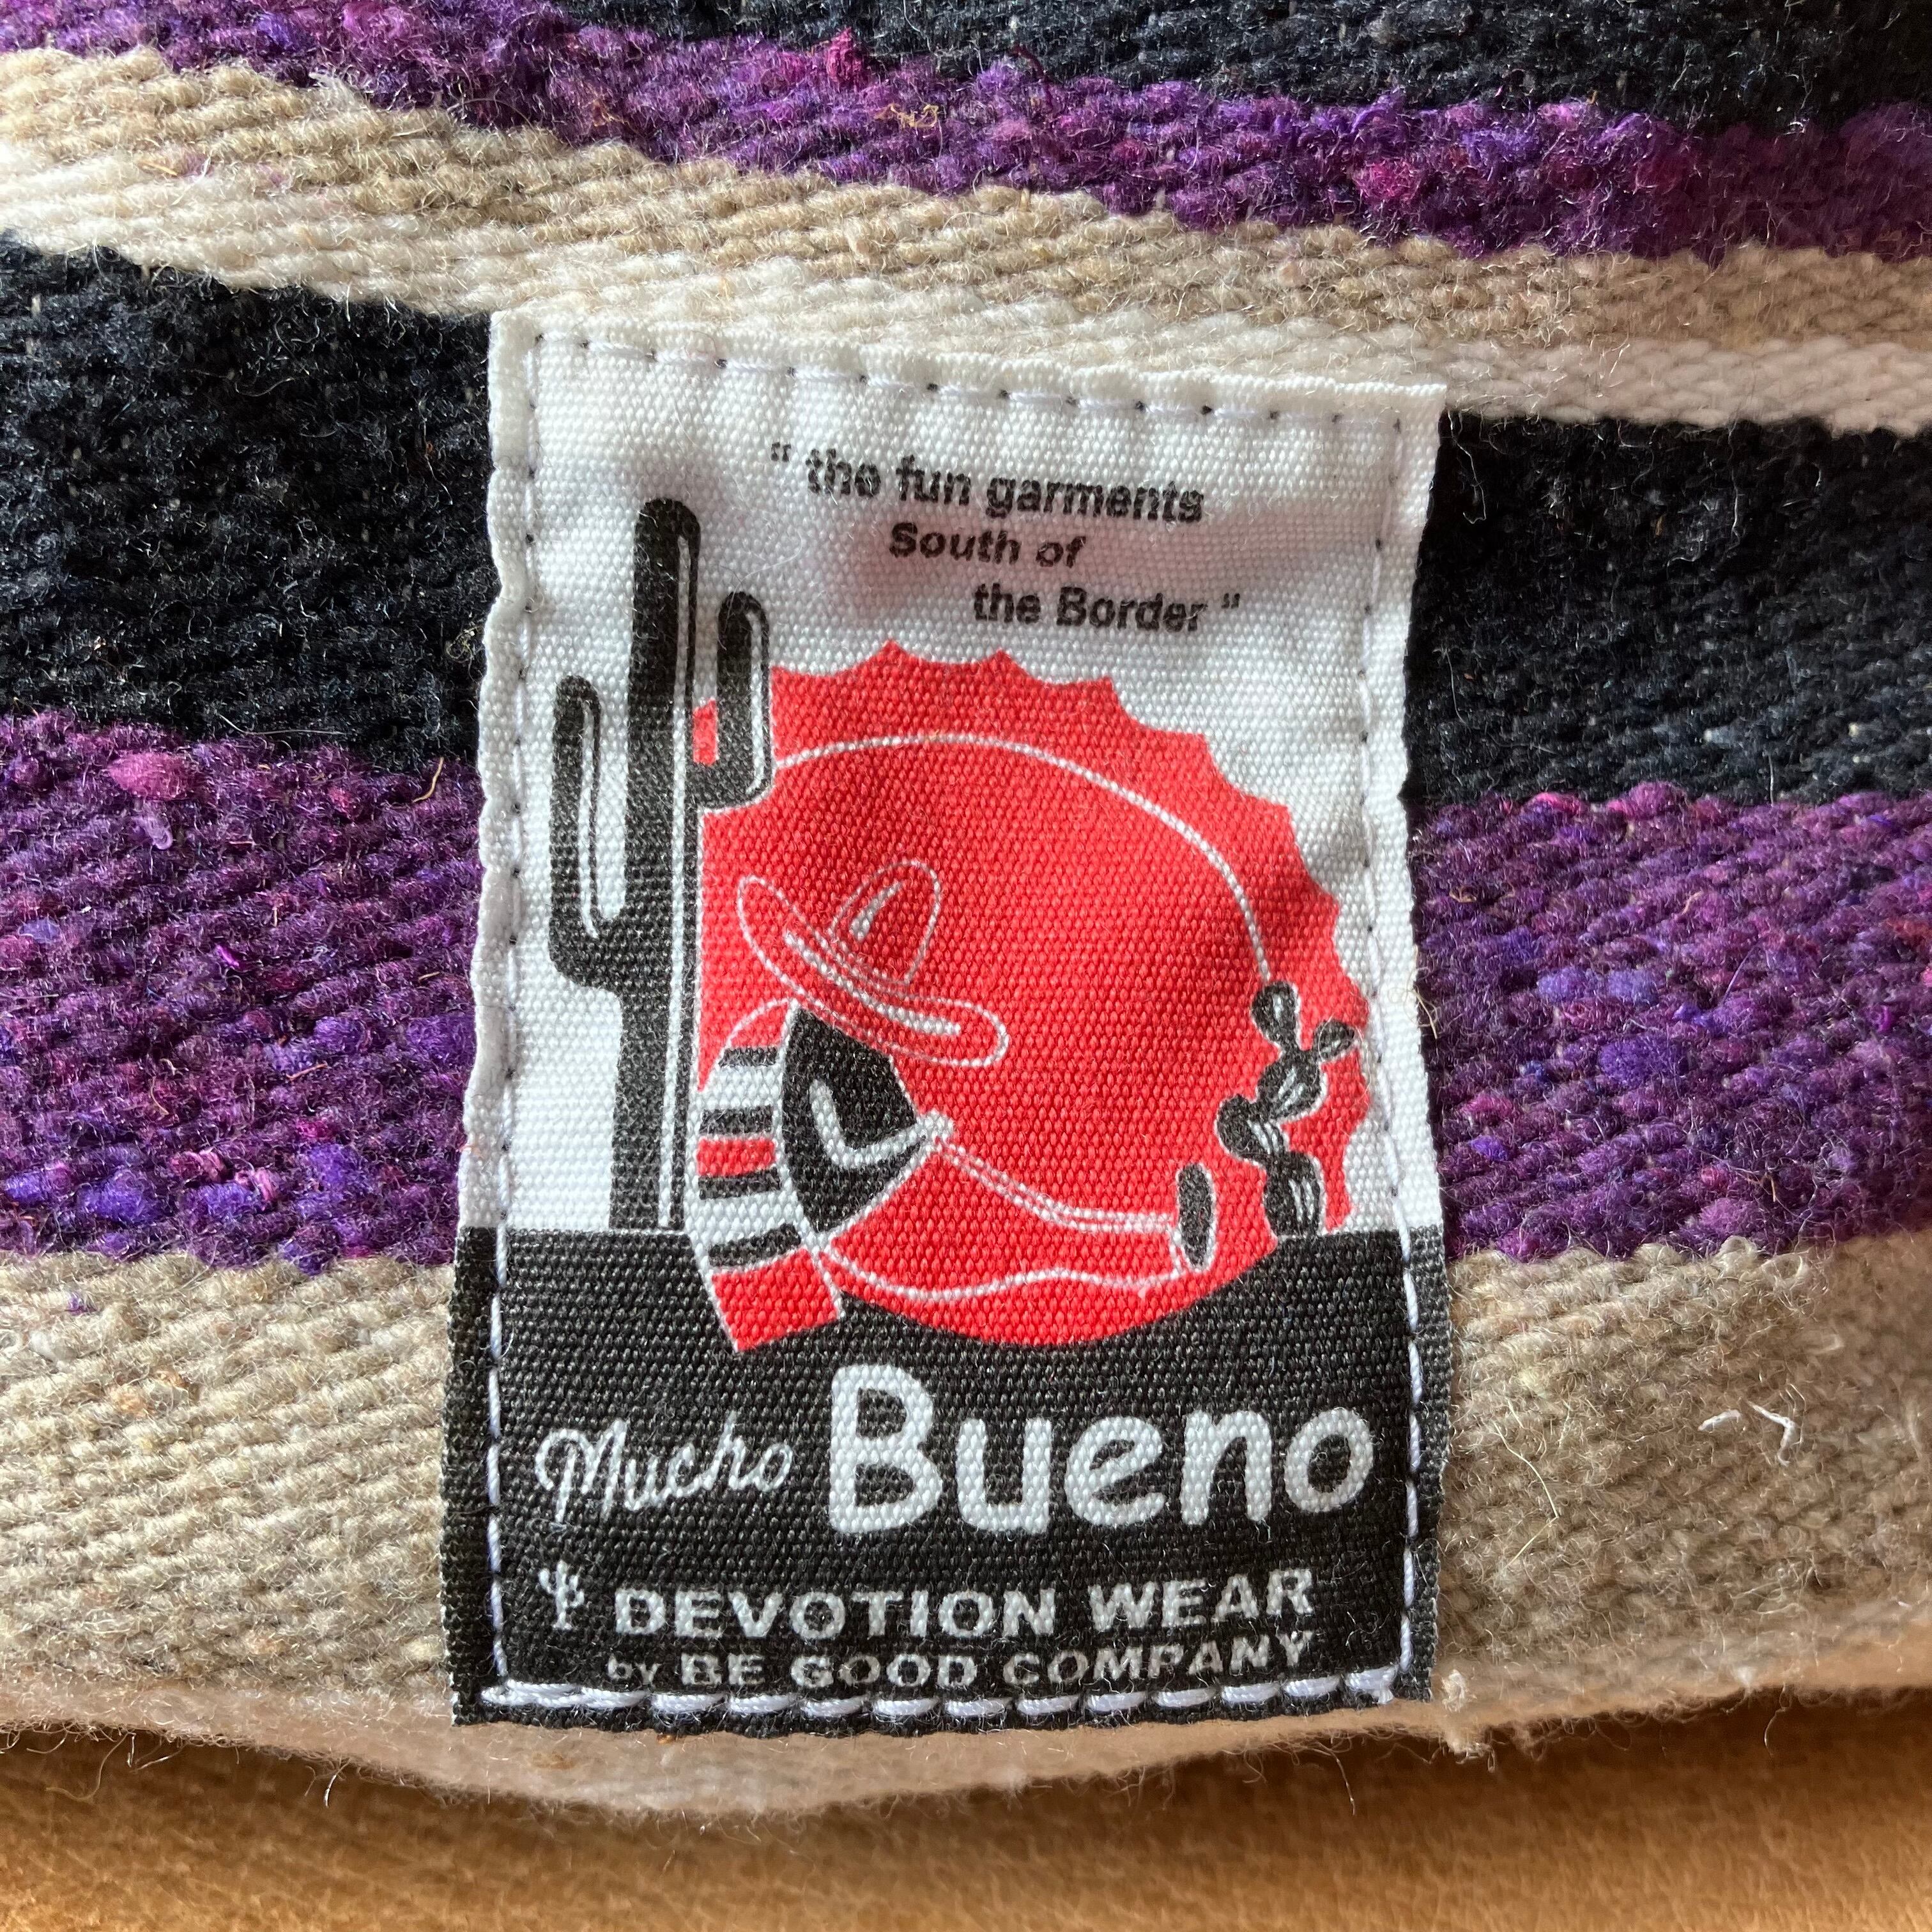 " the fun garments
South of
the Border "
Mucho Bueno
DEVOTION WEAR
by BE GOOD COMPANY